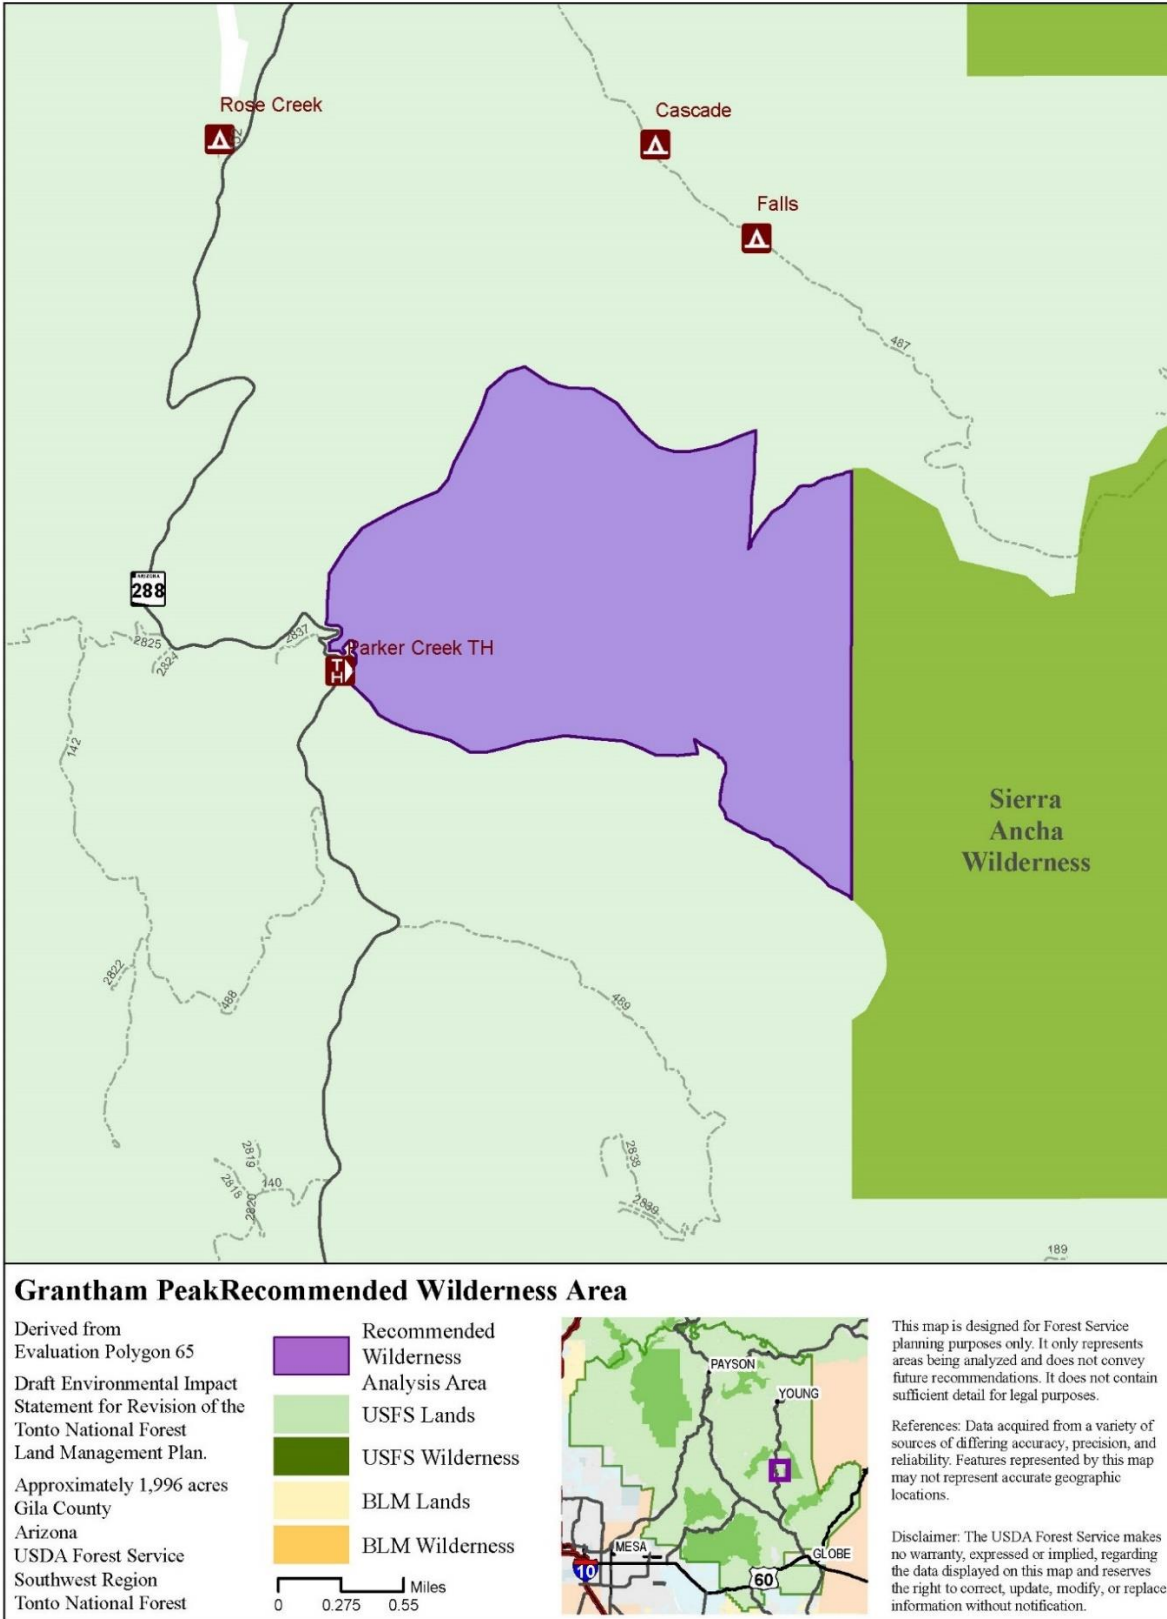 Rose Creek
Cascade
52
Falls
487
ARIZONA
288
2825
2824
2837
Parker Creek TH
T
H
142
Sierra
Ancha
Wilderness
2822
488
489
2819
2818
140
2820
2838
2839
189
Grantham PeakRecommended Wilderness Area
Derived from
Evaluation Polygon 65
Draft Environmental Impact
Statement for Revision of the
Tonto National Forest
Land Management Plan.
Approximately 1,996 acres
Gila County
Arizona
USDA Forest Service
Southwest Region
Tonto National Forest
Recommended
Wilderness
Analysis Area
USFS Lands
USFS Wilderness
BLM Lands
BLM Wilderness
Miles
0 0.275 0.55
PAYSON
YOUNG
MESA
GLOBE
10
60
This map is designed for Forest Service
planning purposes only. It only represents
areas being analyzed and does not convey
future recommendations. It does not contain
sufficient detail for legal purposes.
References: Data acquired from a variety of
sources of differing accuracy, precision, and
reliability. Features represented by this map
may not represent accurate geographic
locations.
Disclaimer: The USDA Forest Service makes
no warranty, expressed or implied, regarding
the data displayed on this map and reserves
the right to correct, update, modify, or replace
information without notification.